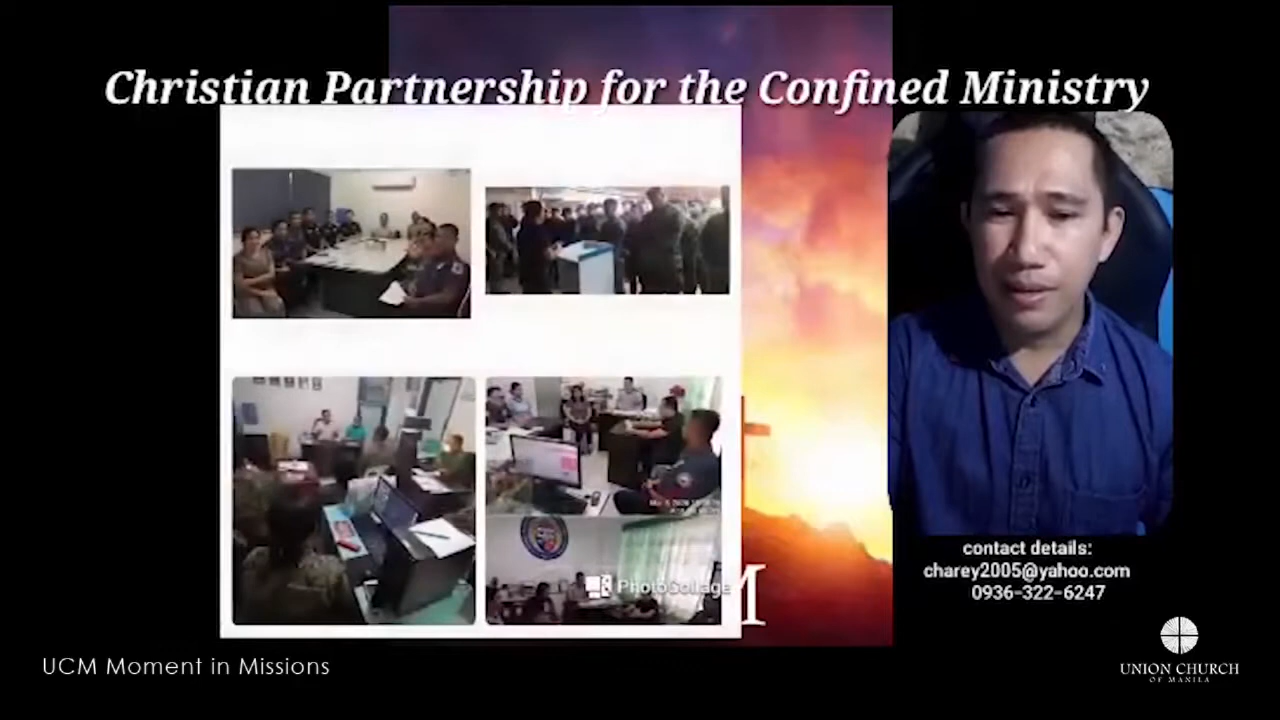 Christian Partnership for the Confined Ministry
PhotoCollage
M
contact details:
charey2005@yahoo.com
0936-322-6247
UCM Moment in Missions
UNION CHURCH
OF MANILA